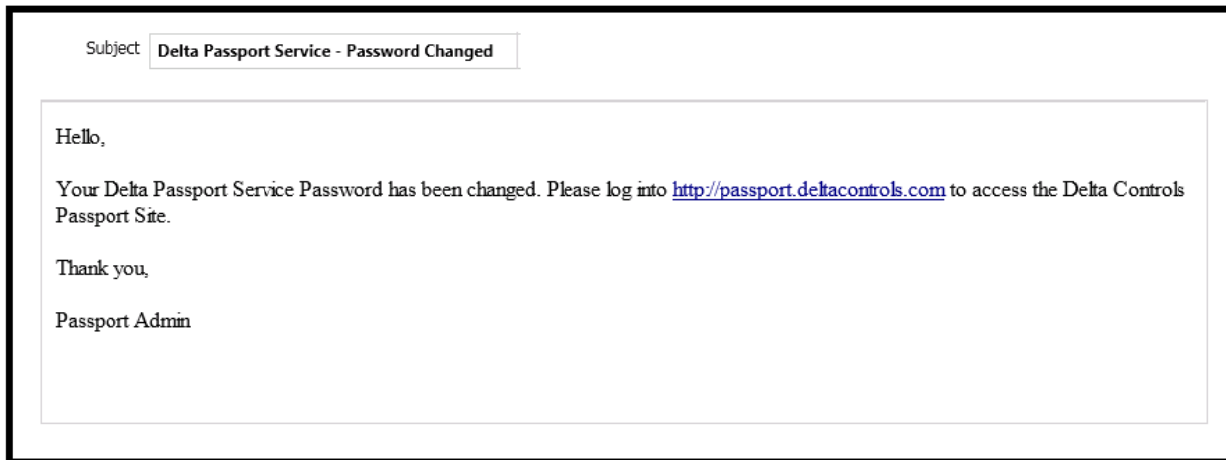 Subject Delta Passport Service - Password Changed
Hello,
Your Delta Passport Service Password has been changed. Please log into http://passport.deltacontrols.com to access the Delta Controls
Passport Site.
Thank you,
Passport Admin